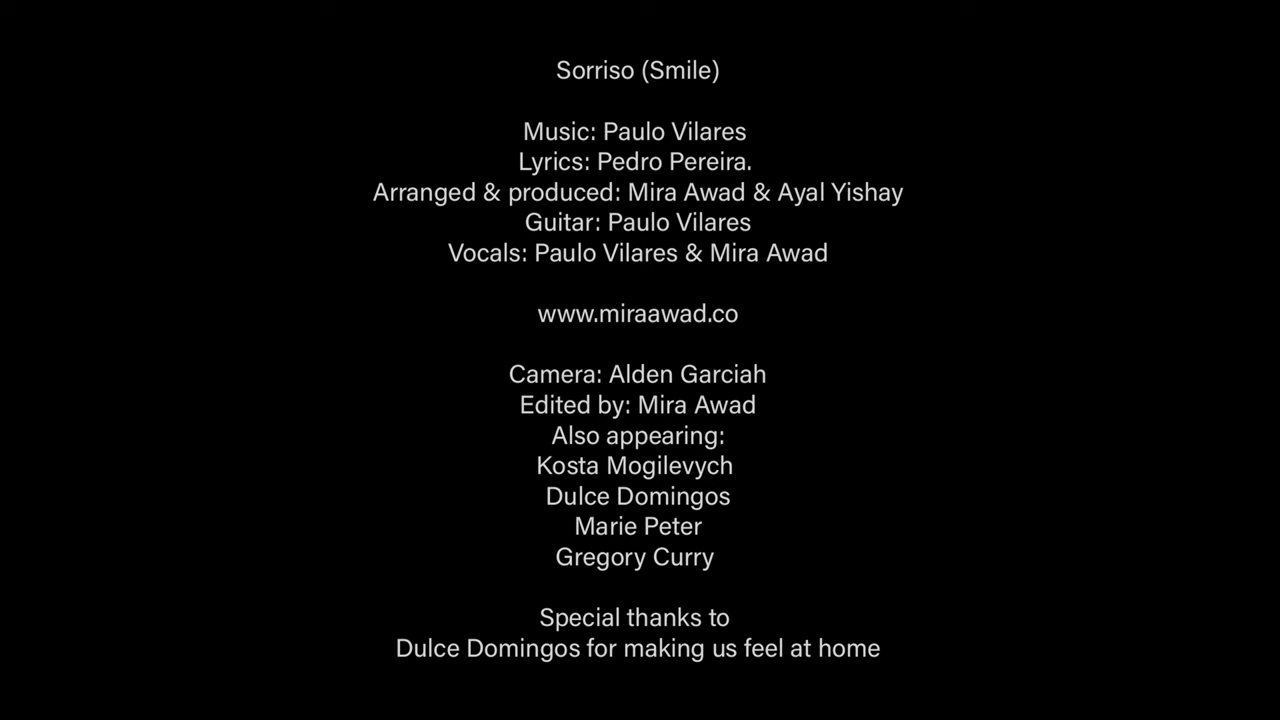 Sorriso (Smile)
Music: Paulo Vilares
Lyrics: Pedro Pereira.
Arranged & produced: Mira Awad & Ayal Yishay
Guitar: Paulo Vilares
Vocals: Paulo Vilares & Mira Awad
www.miraawad.co
Camera: Alden Garciah
Edited by: Mira Awad
Also appearing:
Kosta Mogilevych
Dulce Domingos
Marie Peter
Gregory Curry
Special thanks to
Dulce Domingos for making us feel at home